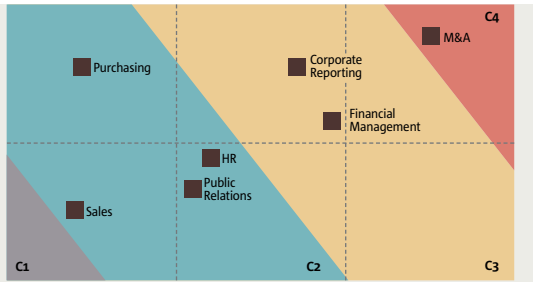 C4
M&A
Purchasing
Corporate
Reporting
Financial
Management
HR
Public
Relations
Sales
C1
C2
C3